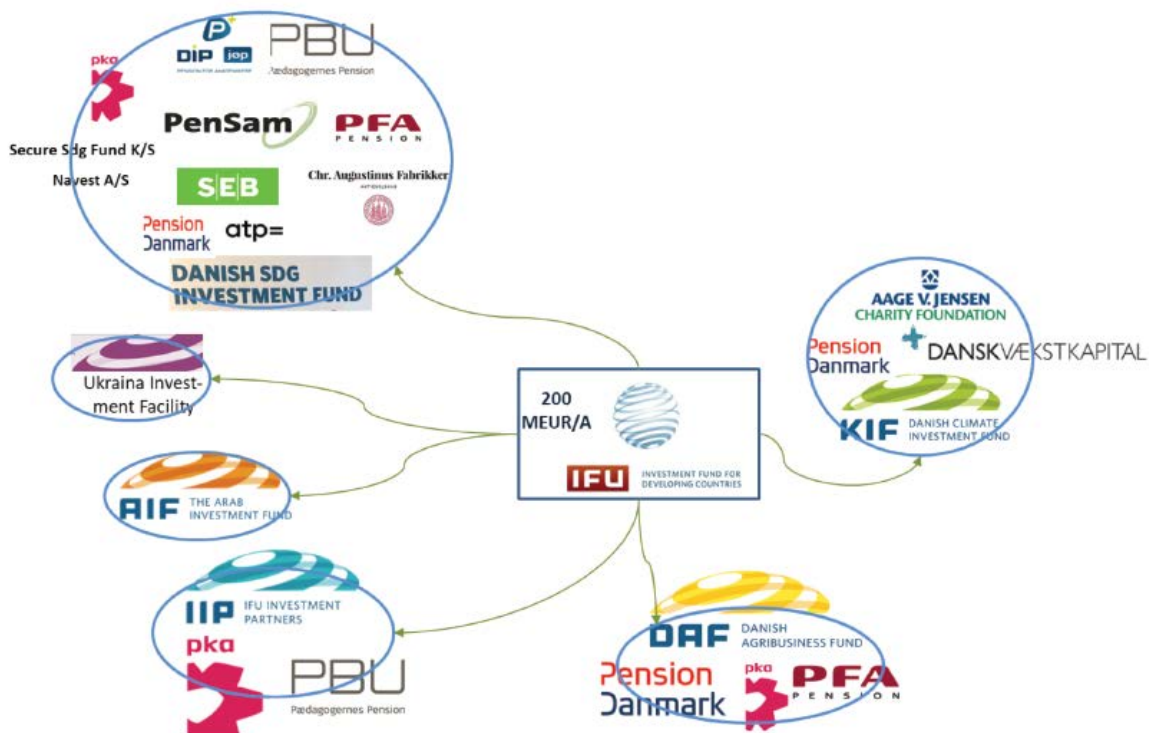 P+
DIP jøp
PBU
Pædagogernes Pension
pka
PenSam
PFA
PENSION
Secure Sdg Fund K/S
Navest A/S
SEB
Chr. Augustinus Fabrikker
Pension
Danmark
atp=
DANISH SDG
INVESTMENT FUND
Ukraina Invest-
ment Facility
AIF THE ARAB
INVESTMENT FUND
IIP IFU INVESTMENT
PARTNERS
pka
PBU
Pædagogernes Pension
200
MEUR/A
IFU INVESTMENT FUND FOR
DEVELOPING COUNTRIES
AAGE V. JENSEN
CHARITY FOUNDATION
Pension
Danmark
DANSKVÆKSTKAPITAL
KIF DANISH CLIMATE
INVESTMENT FUND
DAF DANISH
AGRIBUSINESS FUND
Pension
Danmark
pka
PFA
PENSION